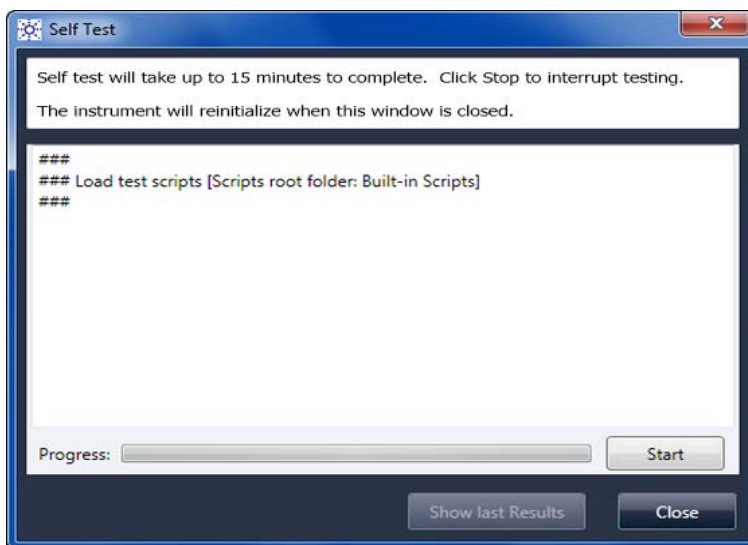 Self Test
Self test will take up to 15 minutes to complete. Click Stop to interrupt testing.
The instrument will reinitialize when this window is closed.
###
### Load test scripts [Scripts root folder: Built-in Scripts]
###
Progress:
Start
Show last Results
Close